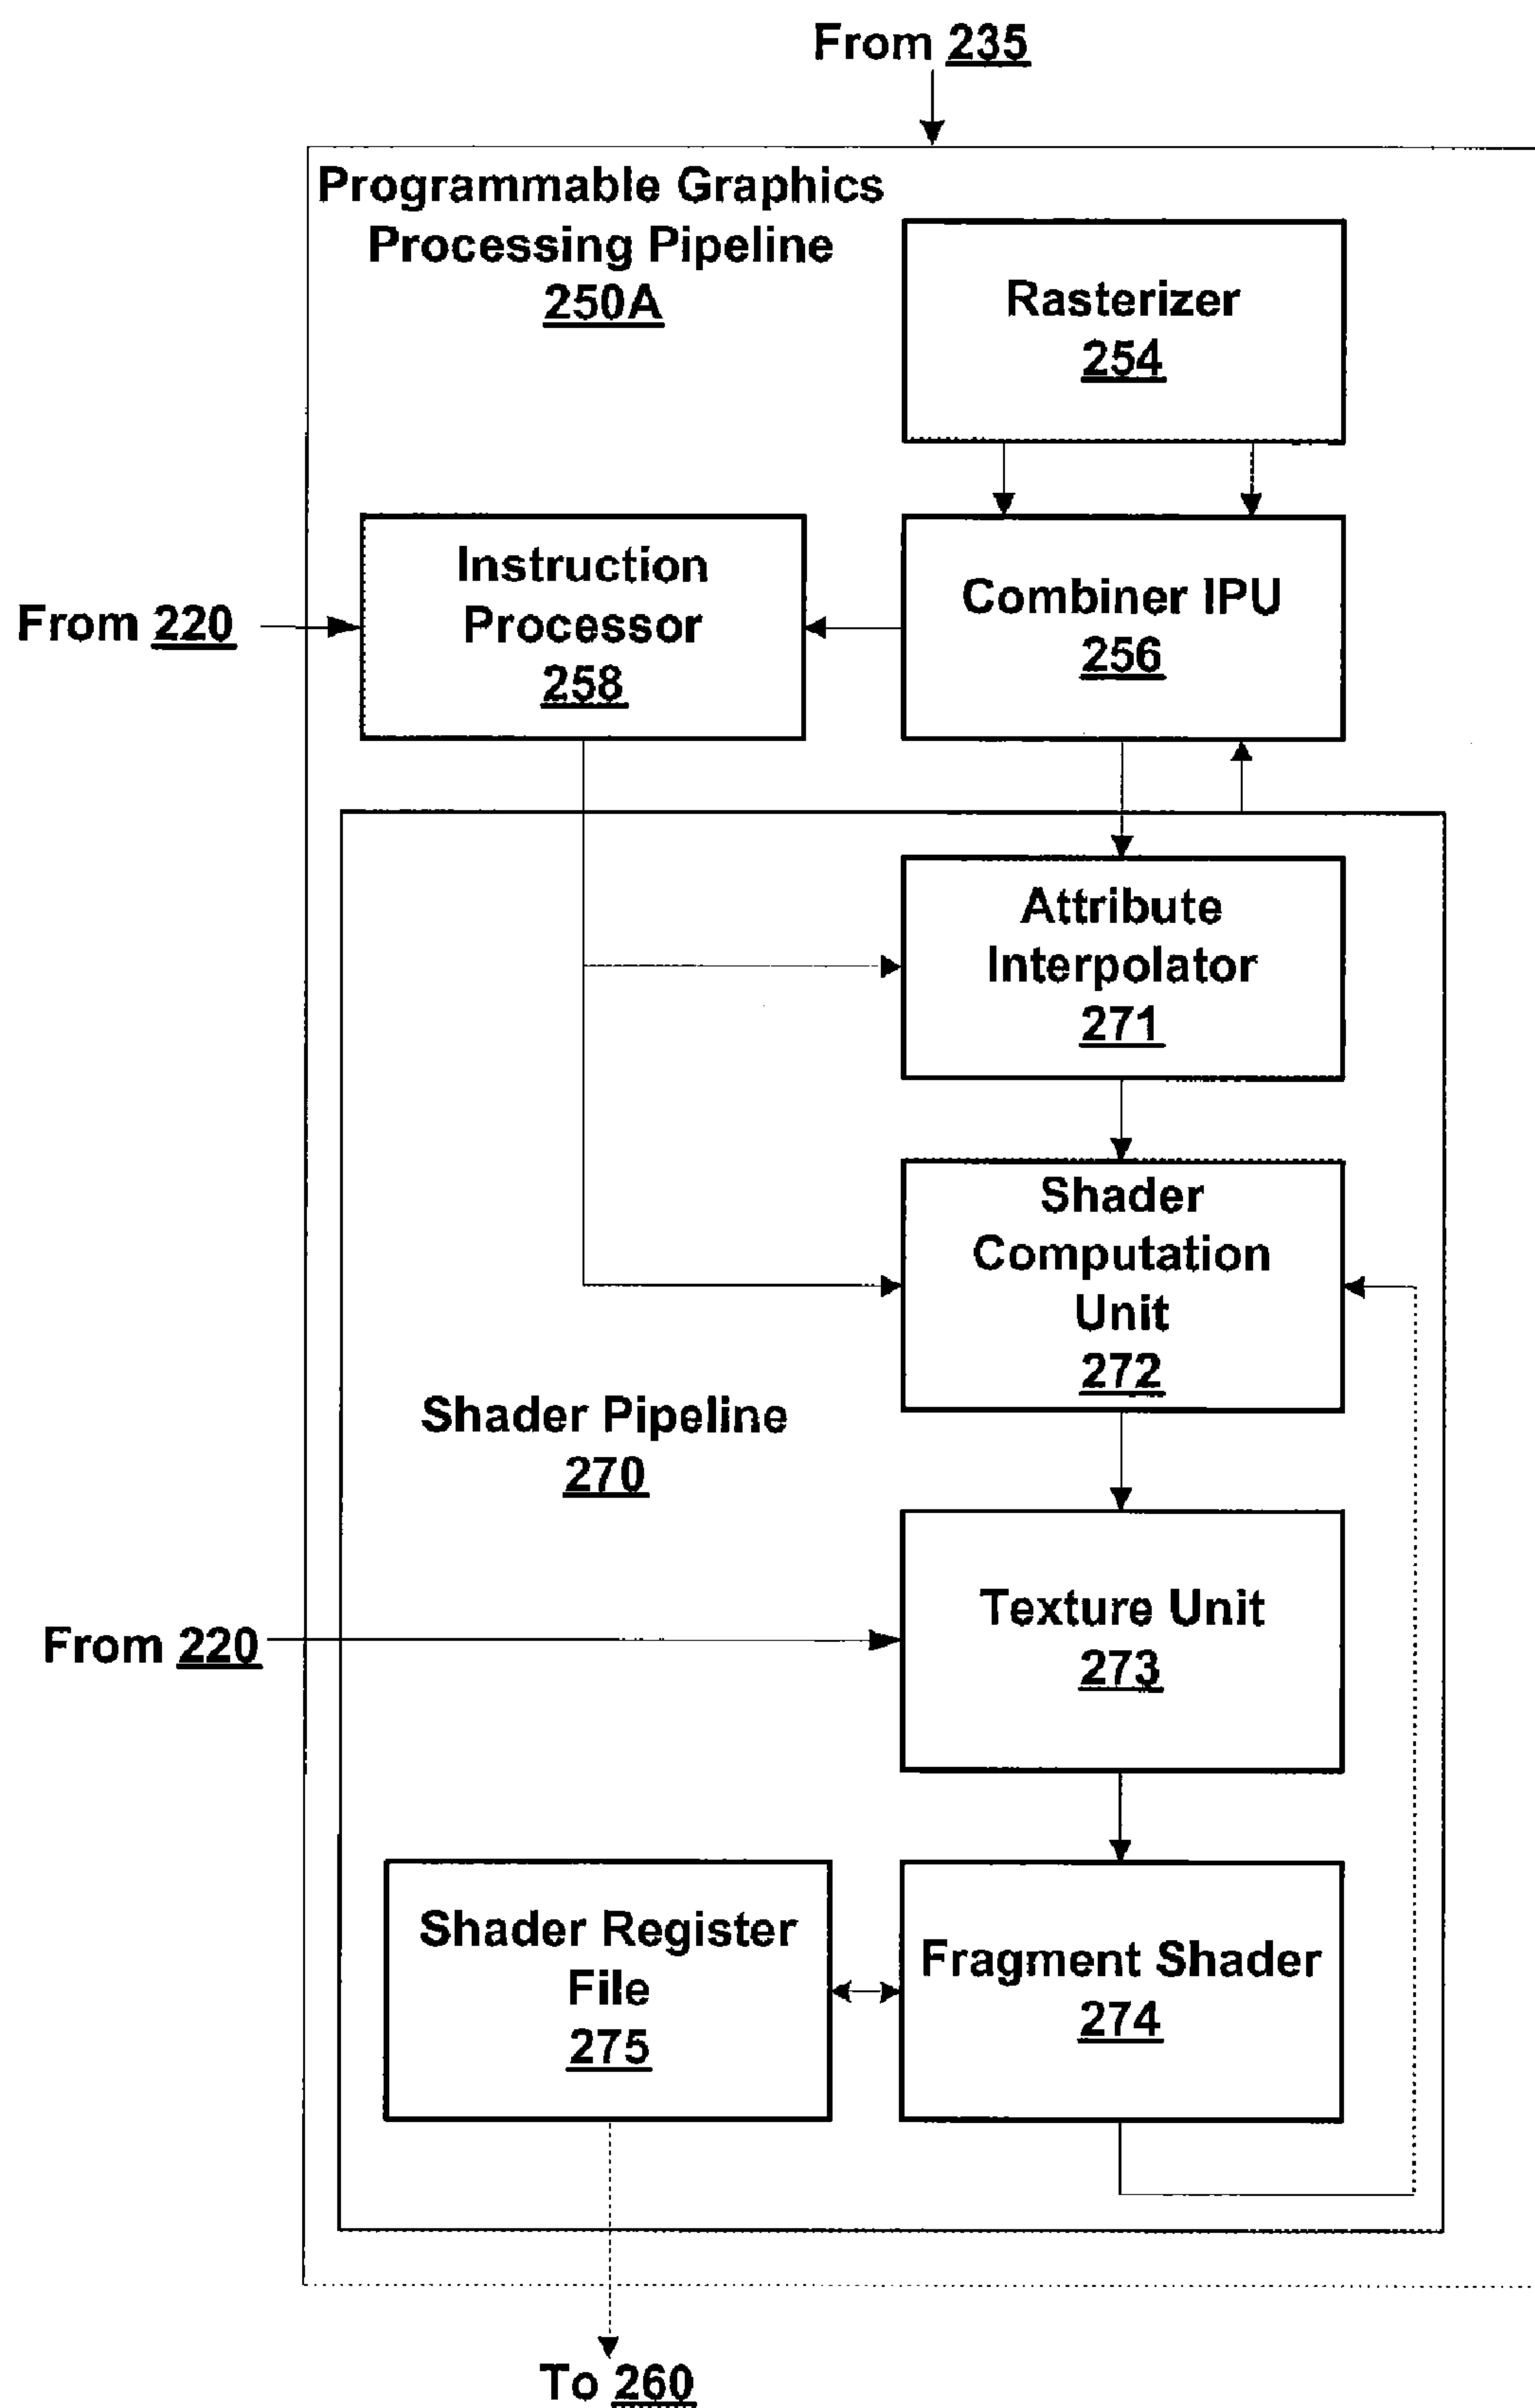 From 235
Programmable Graphics
Processing Pipeline
250A
Rasterizer
254
Instruction
Processor
258
Combiner IPU
256
From 220
Attribute
Interpolator
271
Shader
Computation
Unit
272
Shader Pipeline
270
Texture Unit
273
From 220
Shader Register
File
275
Fragment Shader
274
To 260